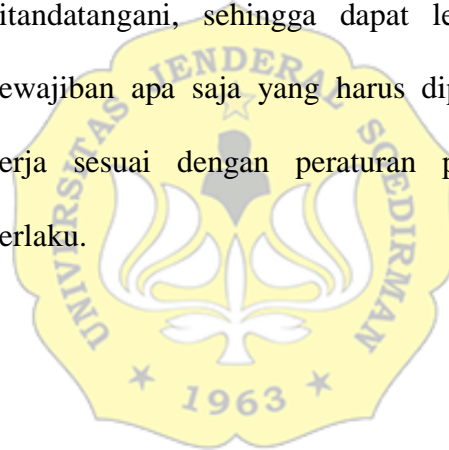 itandatangani, sehingga dapat le
ewajiban apa saja yang harus dip
erja sesuai dengan peraturan p
erlaku.
UNIVERSITAS JENDERAL SOEDIRMAN
1963